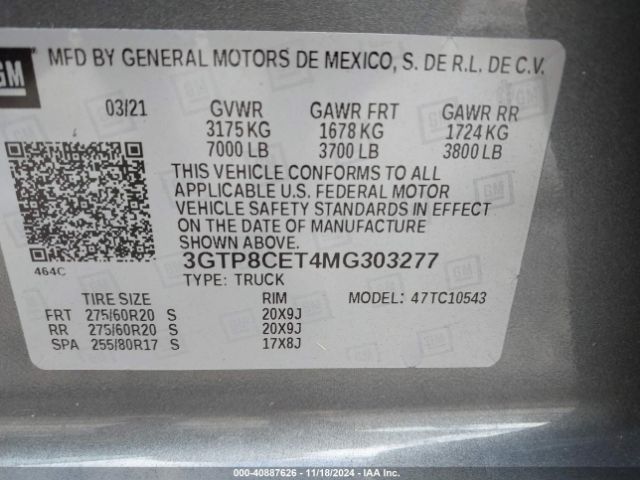 GM MFD BY GENERAL MOTORS DE MEXICO, S. DE R.L. DE C.V.
03/21 GVWR GAWR FRT GAWR RR
3175 KG 1678 KG 1724 KG
7000 LB 3700 LB 3800 LB
THIS VEHICLE CONFORMS TO ALL
APPLICABLE U.S. FEDERAL MOTOR
VEHICLE SAFETY STANDARDS IN EFFECT
ON THE DATE OF MANUFACTURE
SHOWN ABOVE.
464C 3GTP8CET4MG303277
TYPE: TRUCK
TIRE SIZE RIM MODEL: 47TC10543
FRT 275/60R20 S 20X9J
RR 275/60R20 S 20X9J
SPA 255/80R17 S 17X8J
000-40887626 - 11/18/2024 - IAA Inc.